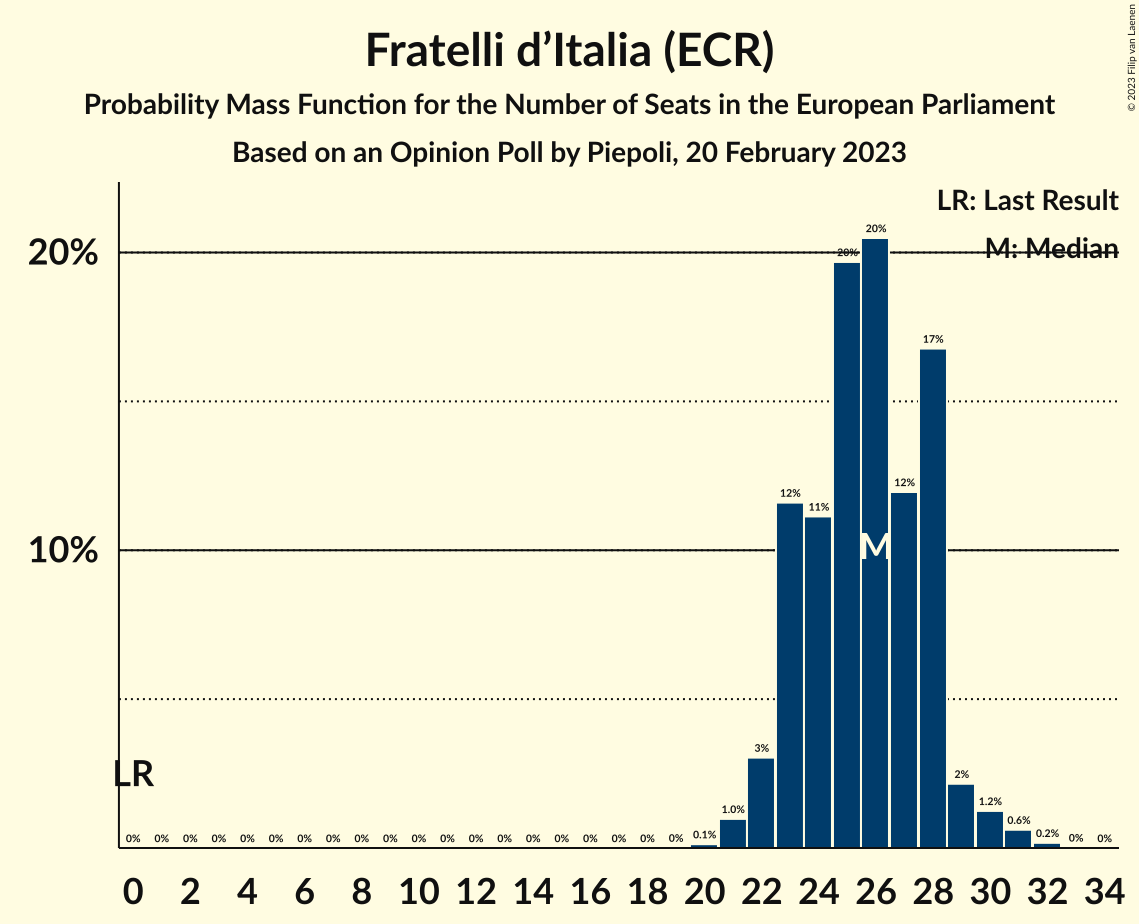 Fratelli d’Italia (ECR)
Probability Mass Function for the Number of Seats in the European Parliament
Based on an Opinion Poll by Piepoli, 20 February 2023
© 2023 Filip van Laenen
LR: Last Result
M: Median
20%
10%
20%
20%
17%
12%
11%
12%
M
LR
0% 0% 0% 0% 0% 0% 0% 0% 0% 0% 0% 0% 0% 0% 0% 0% 0% 0% 0% 0% 0.1% 1.0% 3% 2% 1.2% 0.6% 0.2% 0% 0%
0 2 4 6 8 10 12 14 16 18 20 22 24 26 28 30 32 34